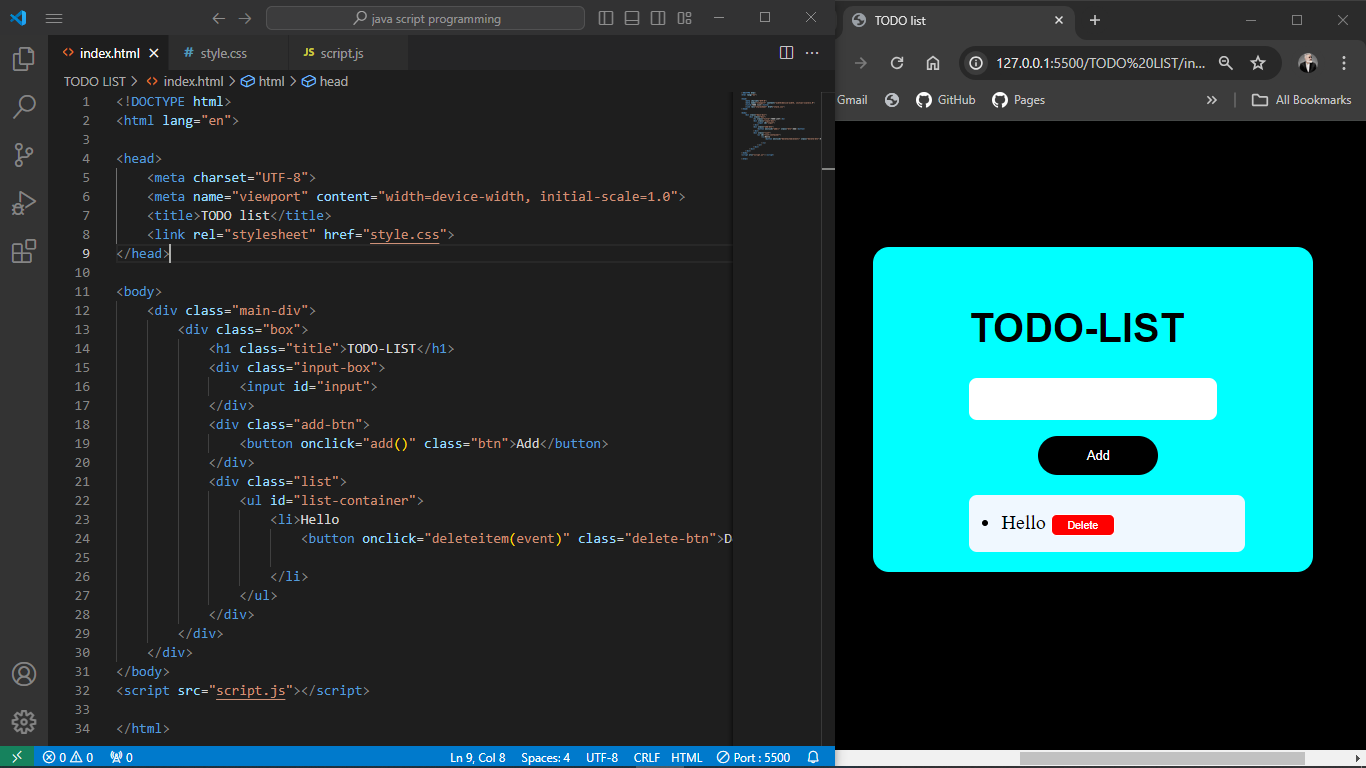 java script programming
index.html
style.css
JS script.js
TODO LIST > index.html > html > head
1 <!DOCTYPE html>
2 <html lang="en">
3
4 <head>
5 <meta charset="UTF-8">
6 <meta name="viewport" content="width=device-width, initial-scale=1.0">
7 <title>TODO list</title>
8 <link rel="stylesheet" href="style.css">
9 </head>
10
11 <body>
12 <div class="main-div">
13 <div class="box">
14 <h1 class="title">TODO-LIST</h1>
15 <div class="input-box">
16 <input id="input">
17 </div>
18 <div class="add-btn">
19 <button onclick="add()" class="btn">Add</button>
20 </div>
21 <div class="list">
22 <ul id="list-container">
23 <li>Hello
24 <button onclick="deleteitem(event)" class="delete-btn">D
25
26 </li>
27 </ul>
28 </div>
29 </div>
30 </div>
31 </body>
32 <script src="script.js"></script>
33
34 </html>
0 0 0 Ln 9, Col 8 Spaces: 4 UTF-8 CRLF HTML Port : 5500
TODO list
127.0.0.1:5500/TODO%20LIST/in...
Gmail GitHub Pages » All Bookmarks
TODO-LIST
Add
• Hello Delete